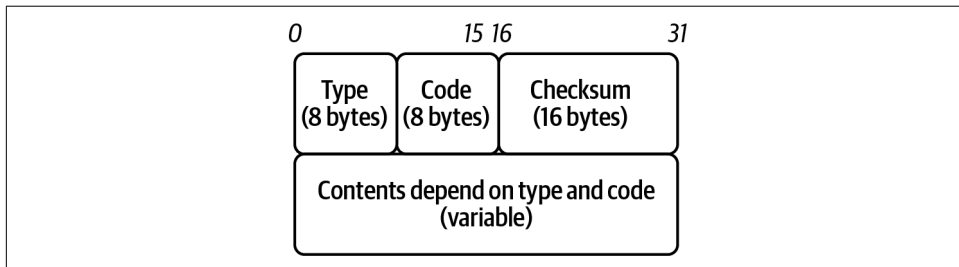 0 15 16 31
Type Code Checksum
(8 bytes) (8 bytes) (16 bytes)
Contents depend on type and code
(variable)